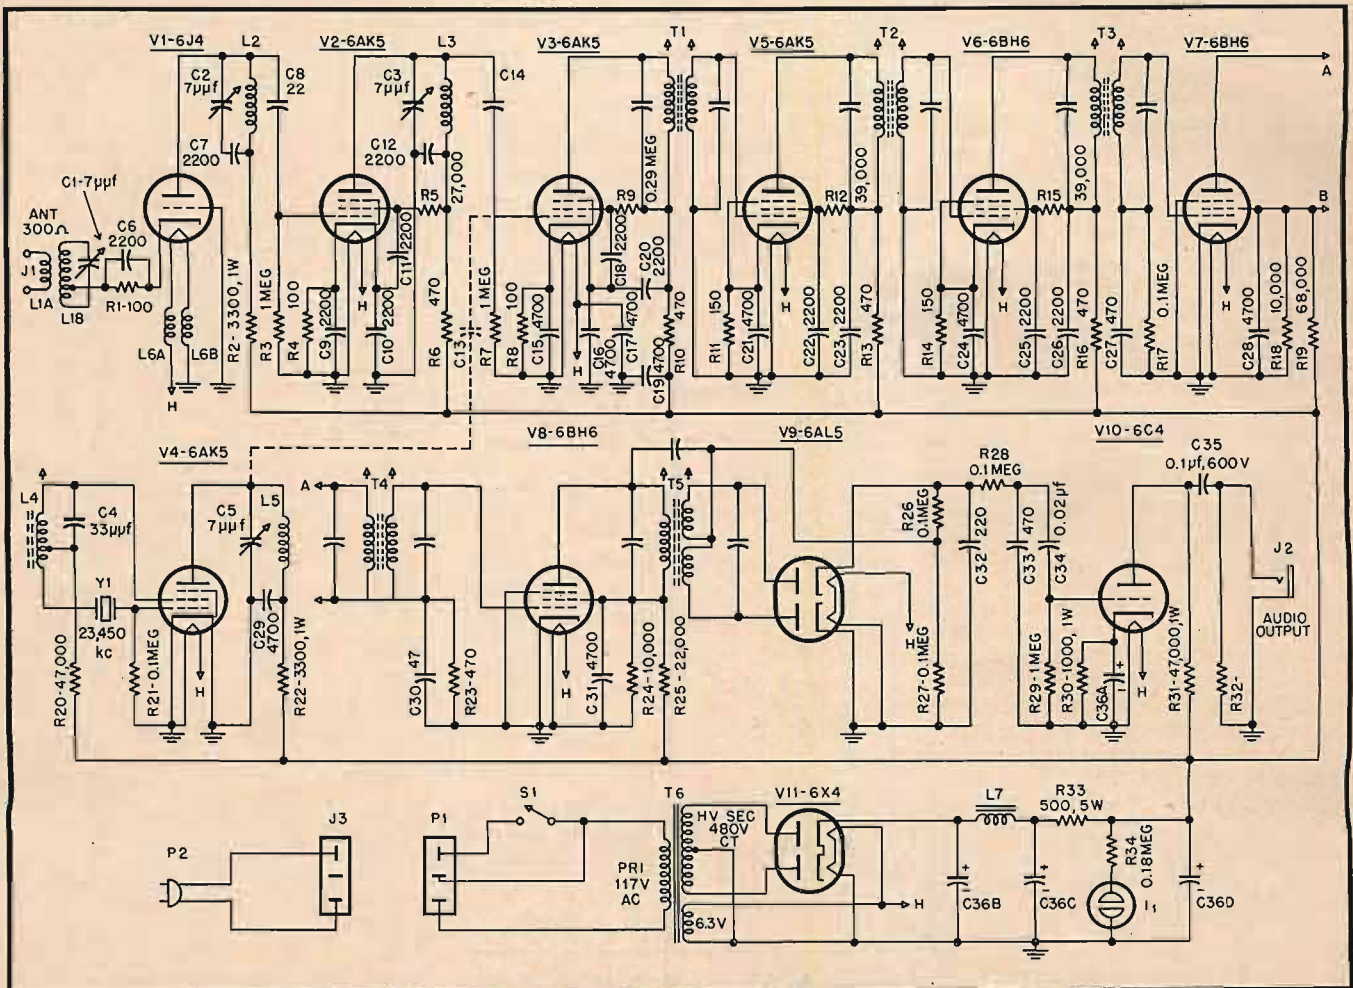 V1-6J4
L2
V2-6AK5
L3
V3-6AK5
T1
V5-6AK5
T2
V6-6BH6
T3
V7-6BH6
C2
7μμf
C8
22
C3
7μμf
C14
A
C7
2200
C12
2200
C1-7μμf
ANT
300Ω
C6
2200
J1
L1A
L1B
R1-100
L6A
L6B
H
R2-3300,1W
R3 1MEG
R4 100
C9 2200
H
C10 2200
C11 2200
R5
27,000
R6 470
C13
R7 1 MEG
R8 100
C15 4700
H
R9
0.29 MEG
C18 2200
C20
2200
C16
4700
C17 4700
C19 4700
R10 470
R11 150
C21 4700
H
R12
39,000
C22 2200
C23 2200
R13 470
R14 150
C24 4700
H
R15
39,000
C25 2200
C26 2200
R16 470
C27 470
R17 0.1MEG
H
B
C28 4700
R18 10,000
R19 68,000
V4-6AK5
V8-6BH6
V9-6AL5
V10-6C4
L4
C4
33μμf
Y1
23,450
kc
R20-47,000
R21-0.1MEG
C5
7μμf
L5
C29
4700
H
R22-3300,1W
A
T4
C30 47
R23-470
H
C31 4700
R24-10,000
R25-22,000
T5
R26
0.1MEG
H
R27-0.1MEG
C32 220
R28
0.1 MEG
C33 470
C34 0.02μf
R29-1 MEG
R30-1000, 1W
C36A
+
-
H
R31-47,000,1W
C35
0.1μf,600V
R32-
J2
AUDIO
OUTPUT
P2
J3
P1
S1
T6
PRI
117V
AC
HV SEC
480V
CT
6.3V
V11-6X4
H
L7
R33
500, 5W
+
-
C36B
+
-
C36C
R34
0.18MEG
I1
+
-
C36D